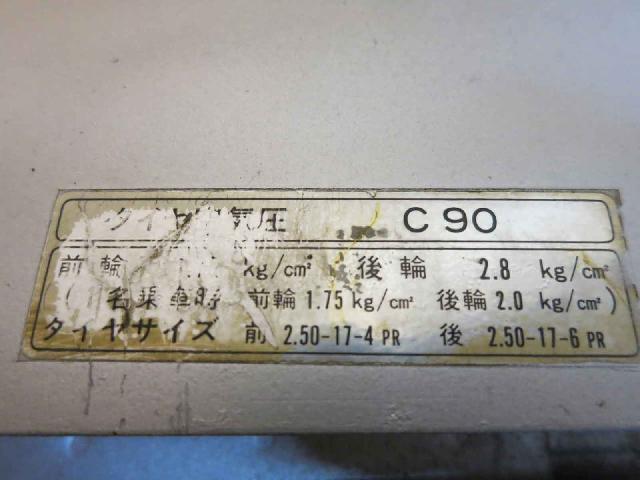 タイヤ空気圧 C 90
前輪 kg/cm² 後輪 2.8 kg/cm²
( 名乗車時 前輪 1.75 kg/cm² 後輪 2.0 kg/cm² )
タイヤサイズ 前 2.50-17-4 PR 後 2.50-17-6 PR